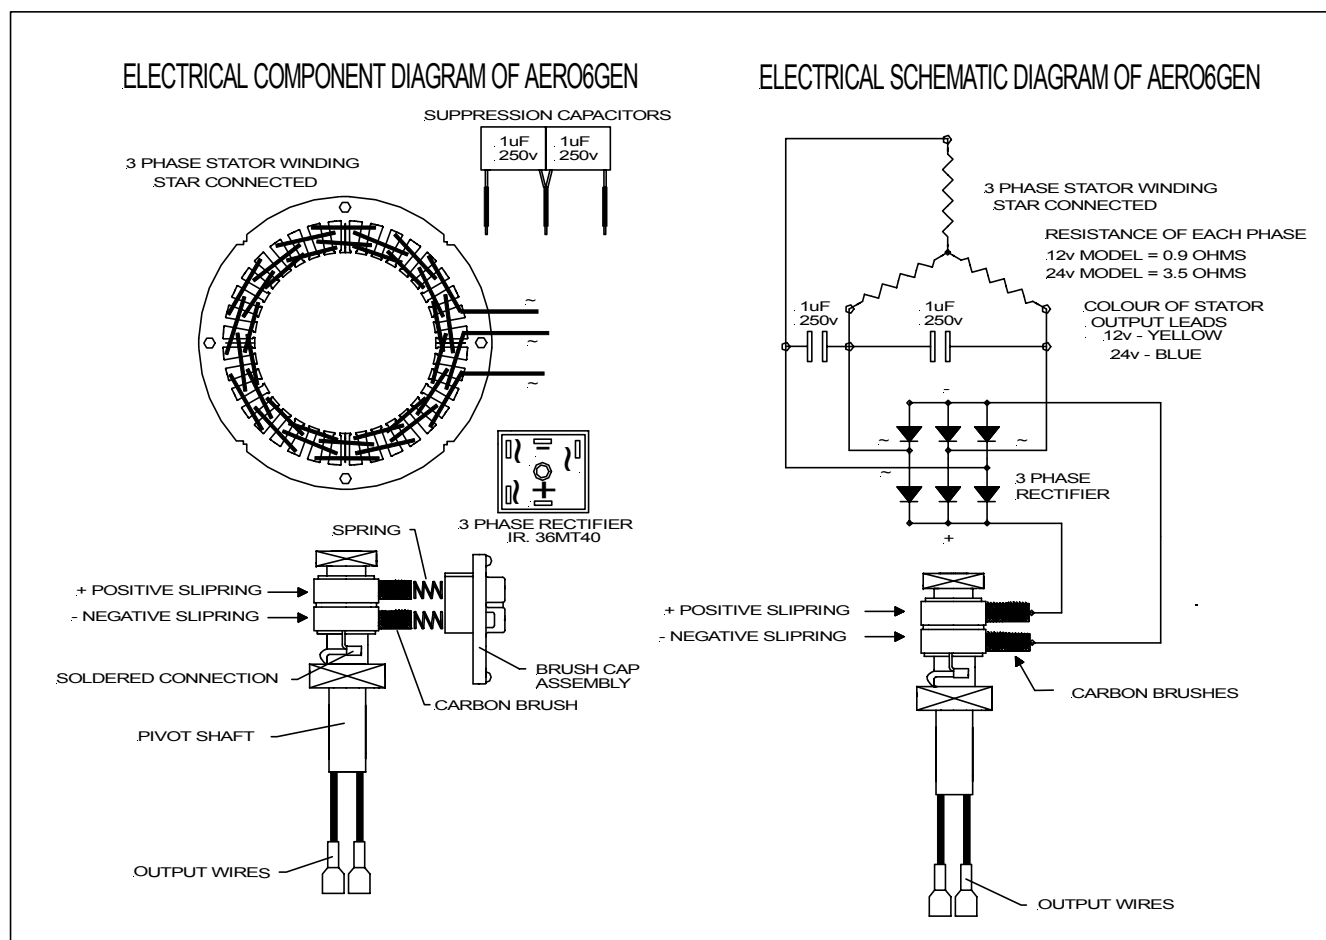 ELECTRICAL COMPONENT DIAGRAM OF AERO6GEN
SUPPRESSION CAPACITORS
1uF 1uF
250v 250v
3 PHASE STATOR WINDING
STAR CONNECTED
~
~
~
3 PHASE RECTIFIER
IR. 36MT40
SPRING
+ POSITIVE SLIPRING
- NEGATIVE SLIPRING
SOLDERED CONNECTION
BRUSH CAP
ASSEMBLY
CARBON BRUSH
PIVOT SHAFT
OUTPUT WIRES
ELECTRICAL SCHEMATIC DIAGRAM OF AERO6GEN
3 PHASE STATOR WINDING
STAR CONNECTED
RESISTANCE OF EACH PHASE
12v MODEL = 0.9 OHMS
24v MODEL = 3.5 OHMS
COLOUR OF STATOR
OUTPUT LEADS
12v - YELLOW
24v - BLUE
1uF
250v
1uF
250v
-
~ ~
~
3 PHASE
RECTIFIER
+
+ POSITIVE SLIPRING
- NEGATIVE SLIPRING
CARBON BRUSHES
OUTPUT WIRES